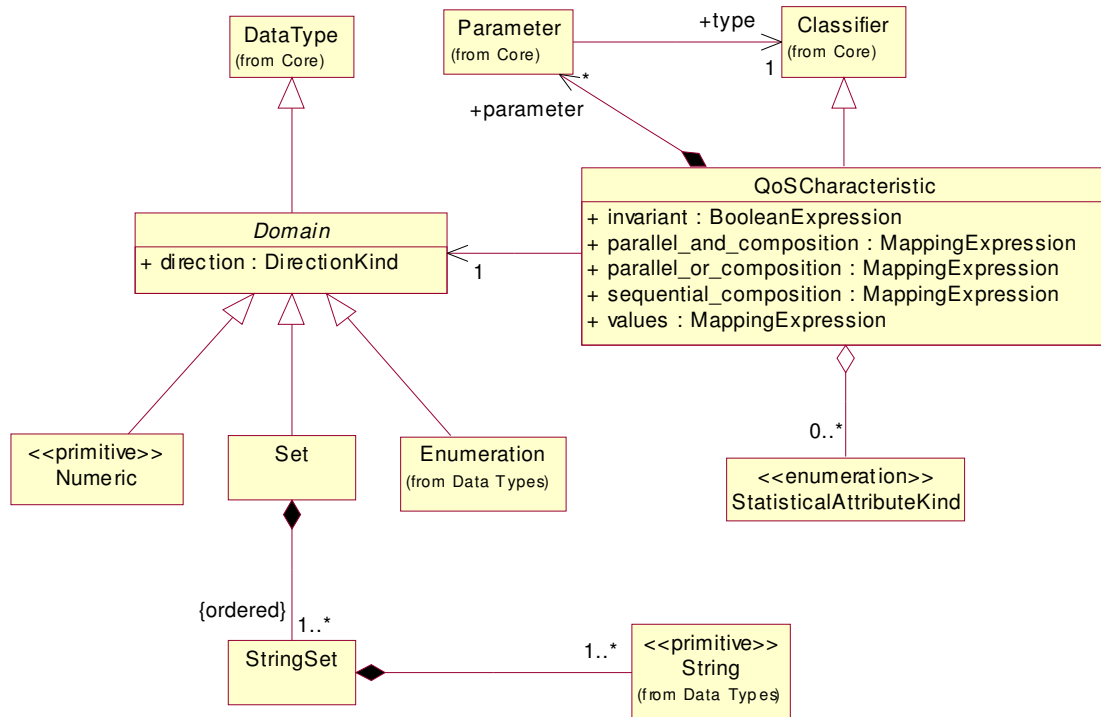 DataType
(from Core)
Parameter
(from Core)
+type
1
Classifier
(from Core)
*
+parameter
QoSCharacteristic
+ invariant : BooleanExpression
+ parallel_and_composition : MappingExpression
+ parallel_or_composition : MappingExpression
+ sequential_composition : MappingExpression
+ values : MappingExpression
Domain
+ direction : DirectionKind
1
<<primitive>>
Numeric
Set
Enumeration
(from Data Types)
0..*
<<enumeration>>
StatisticalAttributeKind
{ordered}
1..*
StringSet
1..*
<<primitive>>
String
(from Data Types)